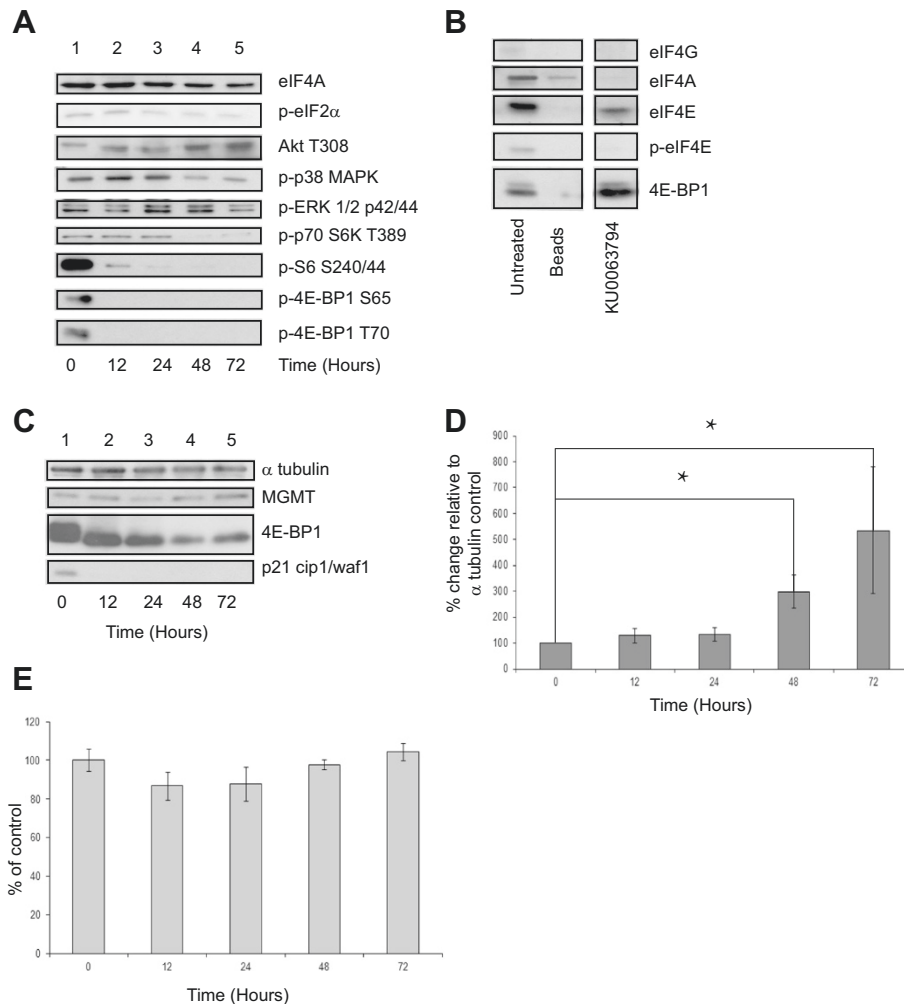 A
1 2 3 4 5
eIF4A
p-eIF2α
Akt T308
p-p38 MAPK
p-ERK 1/2 p42/44
p-p70 S6K T389
p-S6 S240/44
p-4E-BP1 S65
p-4E-BP1 T70
0 12 24 48 72 Time (Hours)
B
eIF4G
eIF4A
eIF4E
p-eIF4E
4E-BP1
Untreated
Beads
KU0063794
C
1 2 3 4 5
α tubulin
MGMT
4E-BP1
p21 cip1/waf1
0 12 24 48 72
Time (Hours)
D
% change relative to
α tubulin control
900
800
700
600
500
400
300
200
100
0
*
*
0 12 24 48 72
Time (Hours)
E
% of control
120
100
80
60
40
20
0
0 12 24 48 72
Time (Hours)